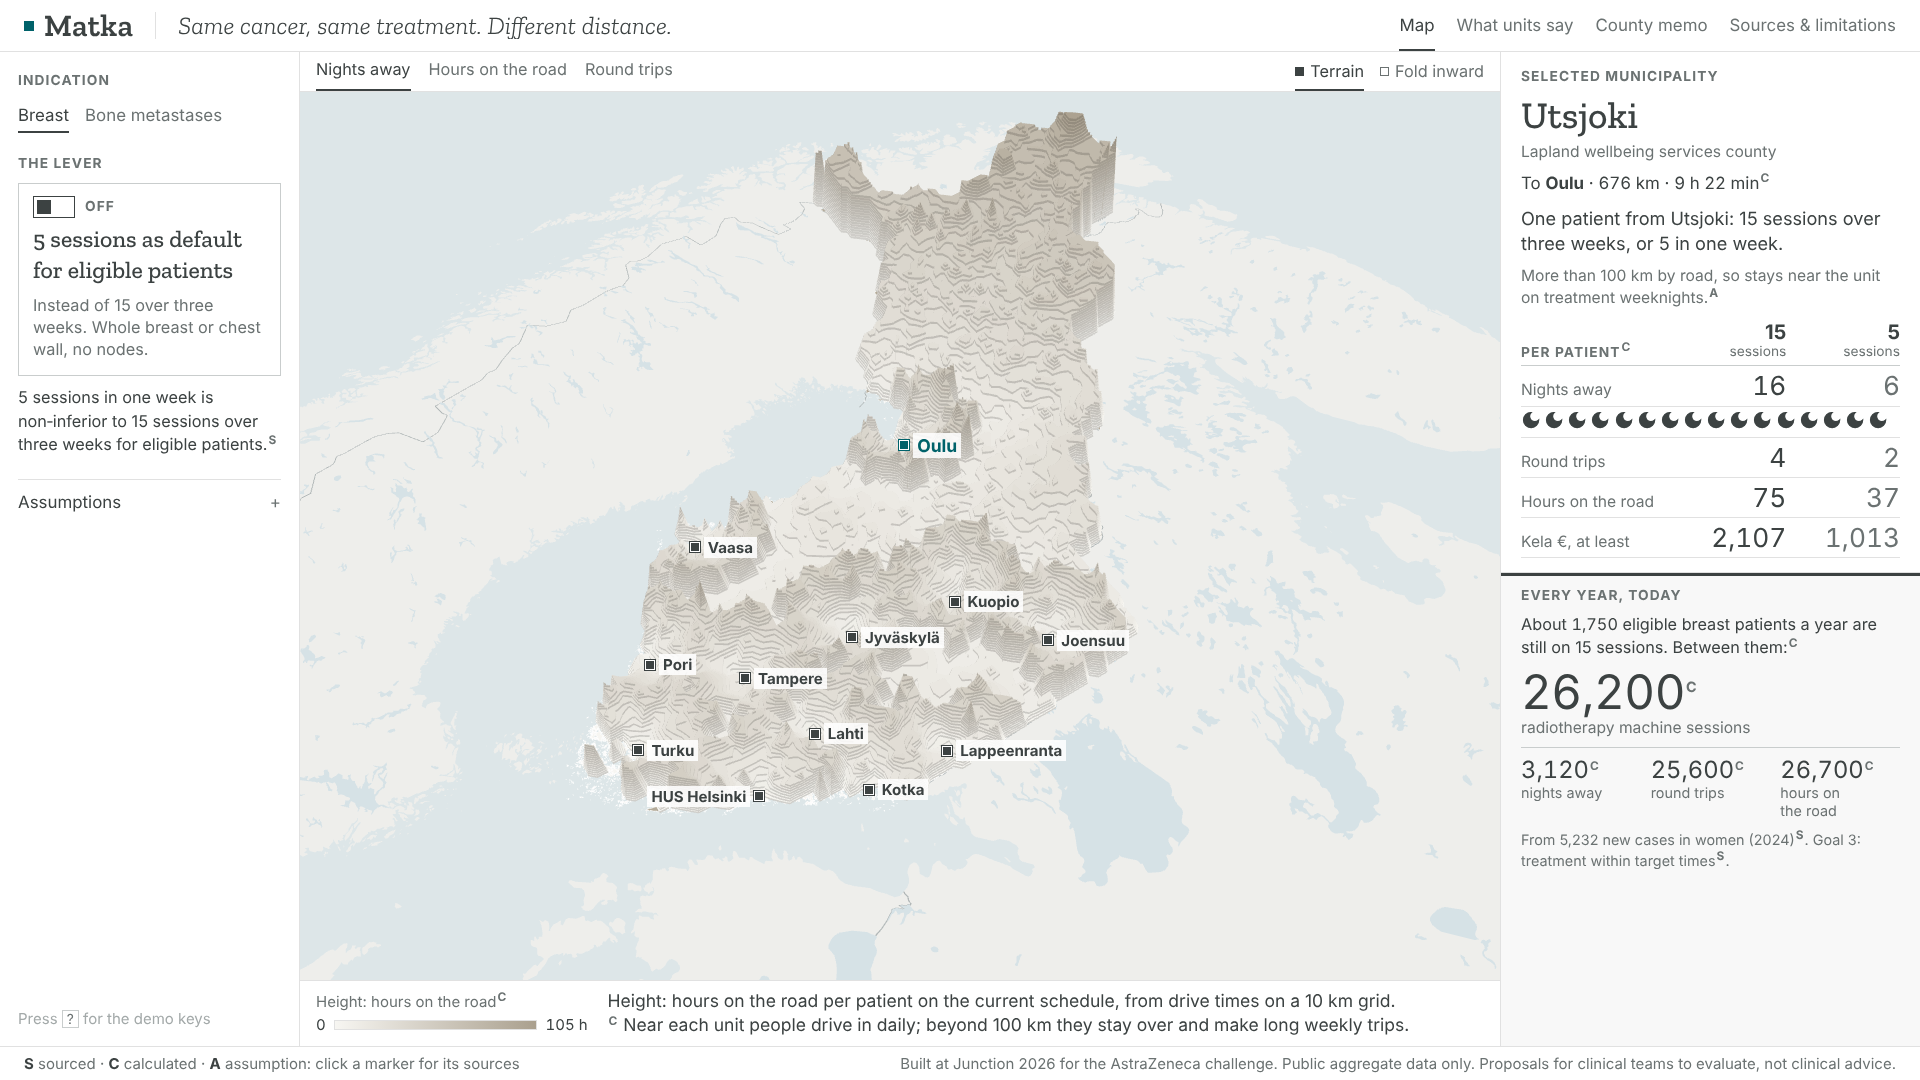 Matka
Same cancer, same treatment. Different distance.
Map What units say County memo Sources & limitations
INDICATION
Breast Bone metastases
THE LEVER
OFF
5 sessions as default
for eligible patients
Instead of 15 over three
weeks. Whole breast or chest
wall, no nodes.
5 sessions in one week is
non-inferior to 15 sessions over
three weeks for eligible patients.S
Assumptions +
Press ? for the demo keys
Nights away Hours on the road Round trips
Terrain Fold inward
Oulu
Vaasa
Kuopio
Jyväskylä
Joensuu
Pori
Tampere
Lahti
Turku
Lappeenranta
Kotka
HUS Helsinki
Height: hours on the roadC
0 105 h
Height: hours on the road per patient on the current schedule, from drive times on a 10 km grid.
C Near each unit people drive in daily; beyond 100 km they stay over and make long weekly trips.
SELECTED MUNICIPALITY
Utsjoki
Lapland wellbeing services county
To Oulu · 676 km · 9 h 22 minC
One patient from Utsjoki: 15 sessions over
three weeks, or 5 in one week.
More than 100 km by road, so stays near the unit
on treatment weeknights.A
PER PATIENTC 15 sessions 5 sessions
Nights away 16 6
Round trips 4 2
Hours on the road 75 37
Kela €, at least 2,107 1,013
EVERY YEAR, TODAY
About 1,750 eligible breast patients a year are
still on 15 sessions. Between them:C
26,200C
radiotherapy machine sessions
3,120C 25,600C 26,700C
nights away round trips hours on
the road
From 5,232 new cases in women (2024)S. Goal 3:
treatment within target timesS.
S sourced · C calculated · A assumption: click a marker for its sources
Built at Junction 2026 for the AstraZeneca challenge. Public aggregate data only. Proposals for clinical teams to evaluate, not clinical advice.